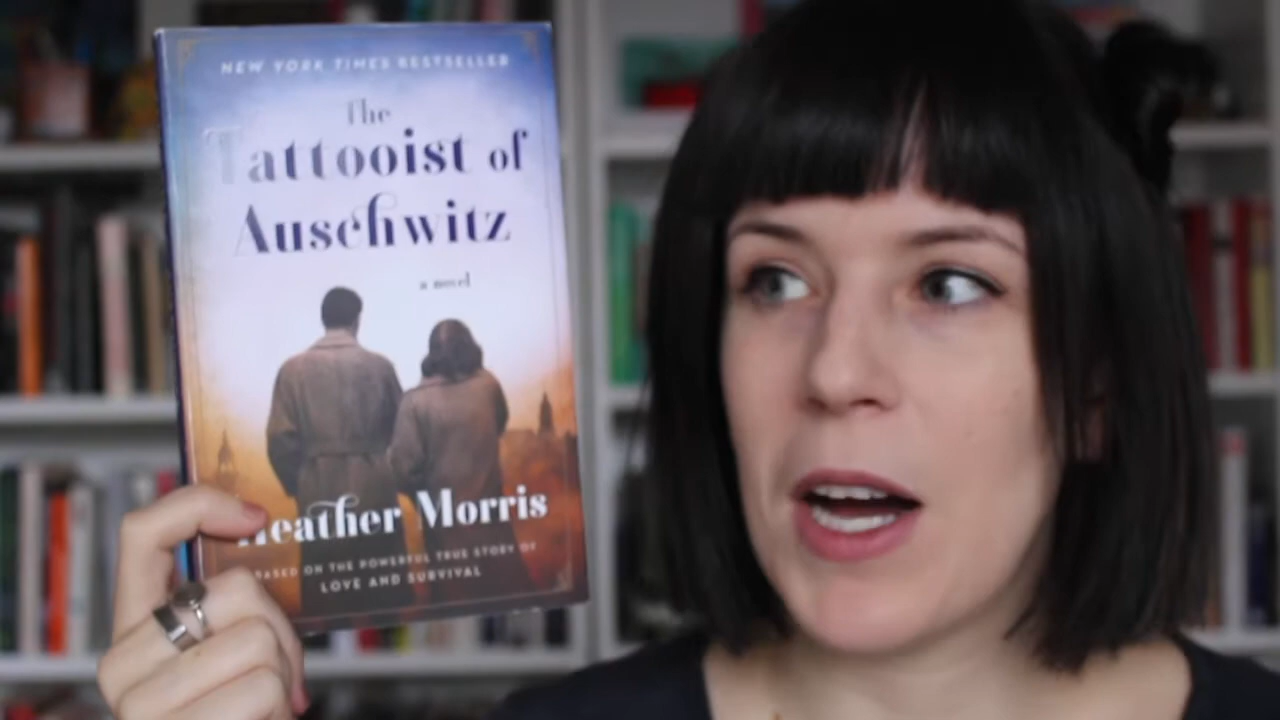 NEW YORK TIMES BESTSELLER
The
Tattooist of
Auschwitz
a novel
Heather Morris
BASED ON THE POWERFUL TRUE STORY OF
LOVE AND SURVIVAL